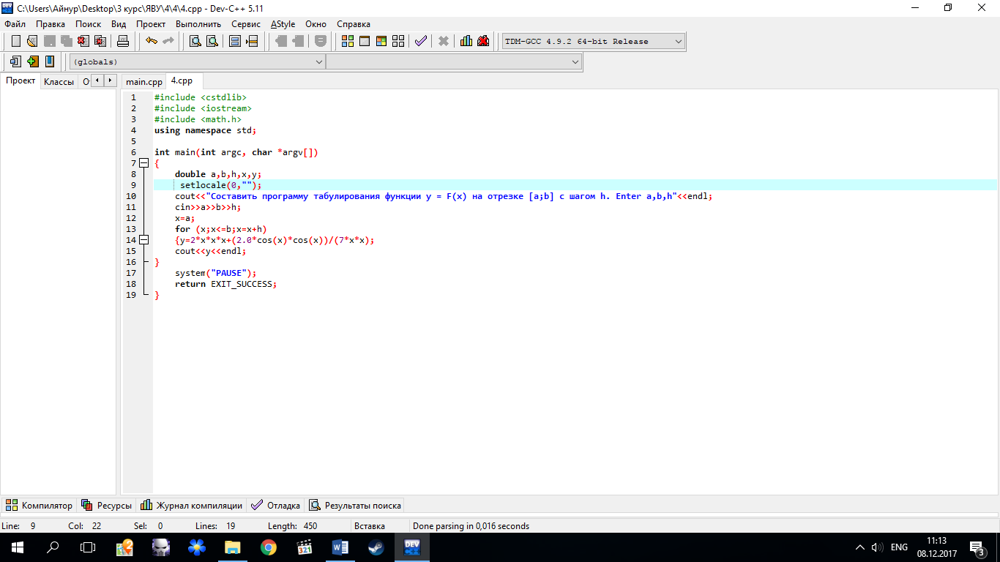 C:\Users\Айнур\Desktop\3 курс\ЯВУ\4\4\4.cpp - Dev-C++ 5.11
Файл Правка Поиск Вид Проект Выполнить Сервис AStyle Окно Справка
TDM-GCC 4.9.2 64-bit Release
(globals)
Проект Классы О main.cpp 4.cpp
1 #include <cstdlib>
2 #include <iostream>
3 #include <math.h>
4 using namespace std;
5
6 int main(int argc, char *argv[])
7 {
8 double a,b,h,x,y;
9 setlocale(0,"");
10 cout<<"Составить программу табулирования функции y = F(x) на отрезке [a;b] с шагом h. Enter a,b,h"<<endl;
11 cin>>a>>b>>h;
12 x=a;
13 for (x;x<=b;x=x+h)
14 {y=2*x*x*x+(2.0*cos(x)*cos(x))/(7*x*x);
15 cout<<y<<endl;
16 }
17 system("PAUSE");
18 return EXIT_SUCCESS;
19 }
Компилятор Ресурсы Журнал компиляции Отладка Результаты поиска
Line: 9 Col: 22 Sel: 0 Lines: 19 Length: 450 Вставка Done parsing in 0,016 seconds
321 DEV ENG 11:13
08.12.2017 3